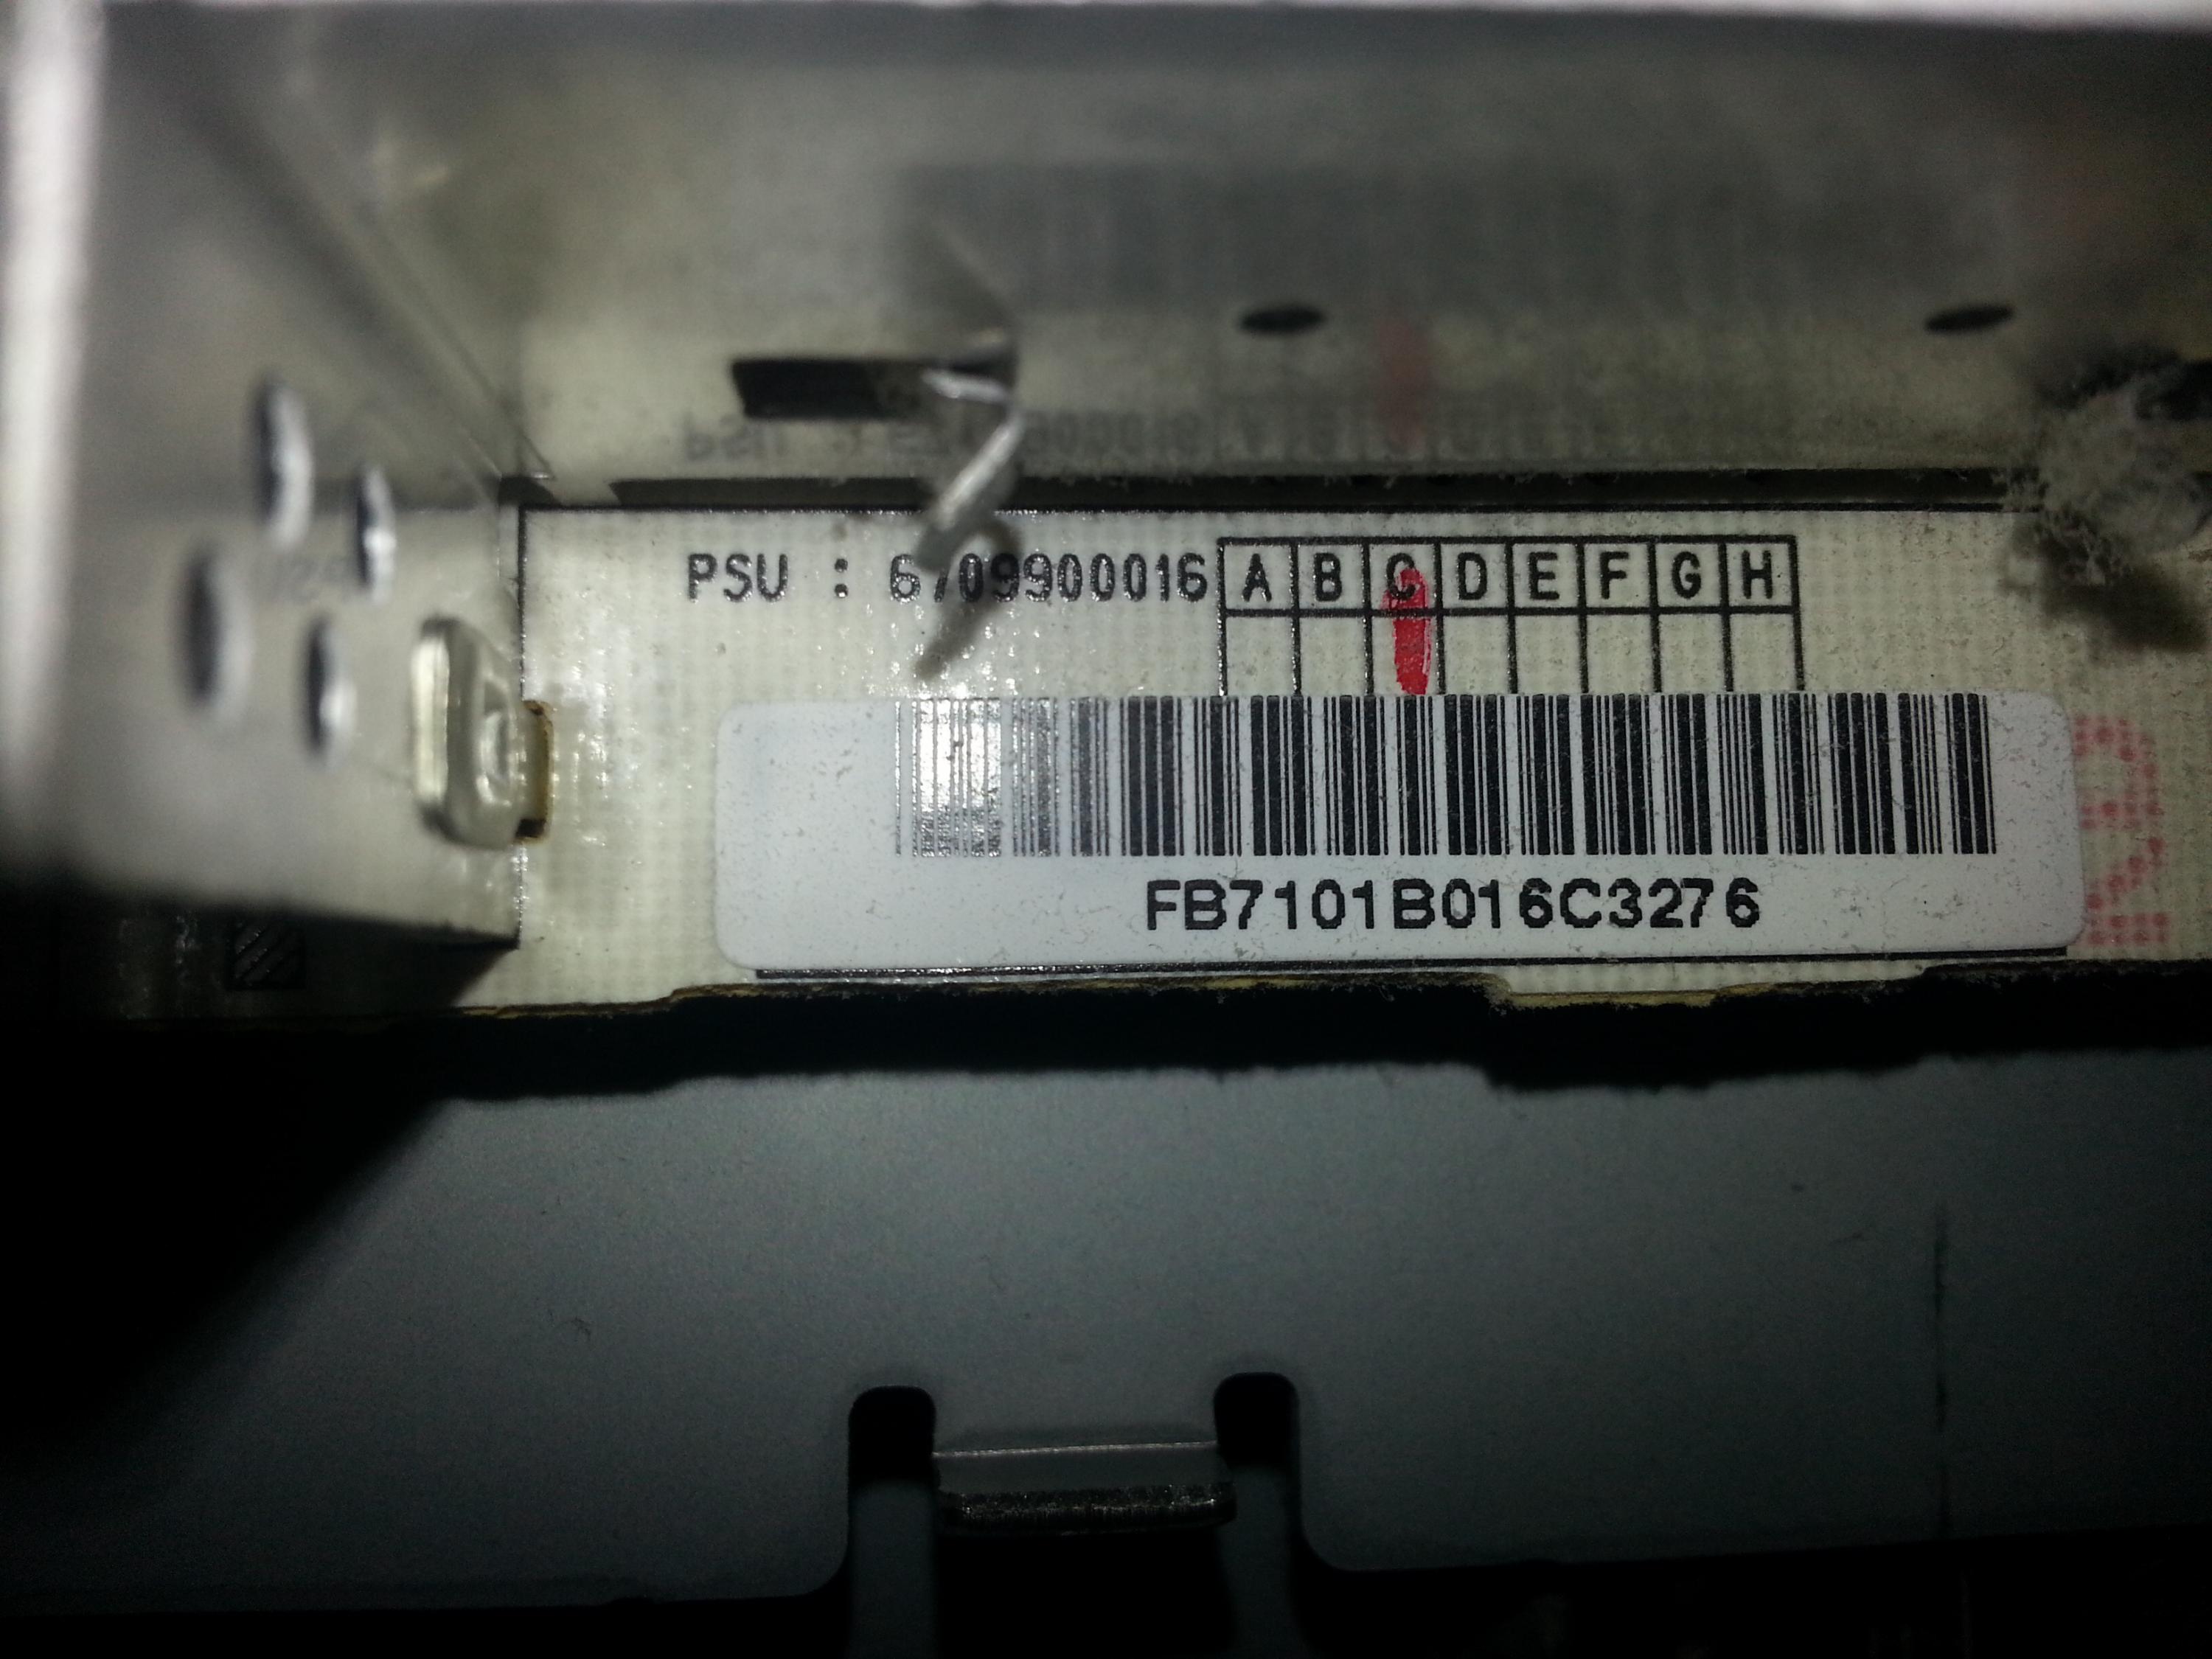 PSU : 6709900016 A B C D E F G H
FB7101B016C3276